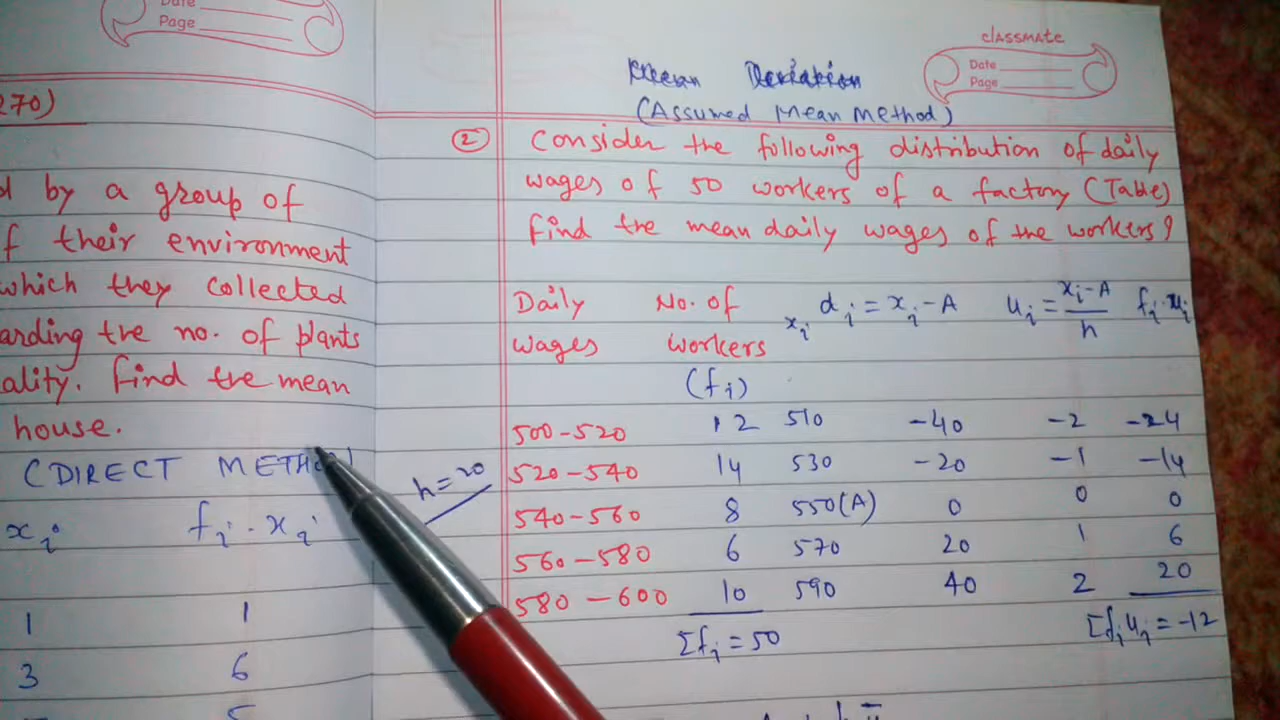 Date
Page
classmate
Date
Page
270)
Mean Deviation
(Assumed Mean Method)
② Consider the following distribution of daily
wages of 50 workers of a factory (Table)
find the mean daily wages of the workers?
d by a group of
f their environment
which they collected
arding the no. of plants
ality. find the mean
house.
(DIRECT METHOD
xi fi·xi
1 1
3 6
5
Daily No. of xi di = xi-A ui = xi-A/h fi·ui
wages workers
(fi)
500-520 12 510 -40 -2 -24
h=20 520-540 14 530 -20 -1 -14
540-560 8 550(A) 0 0 0
560-580 6 570 20 1 6
580-600 10 590 40 2 20
Σfi = 50 Σfiui = -12